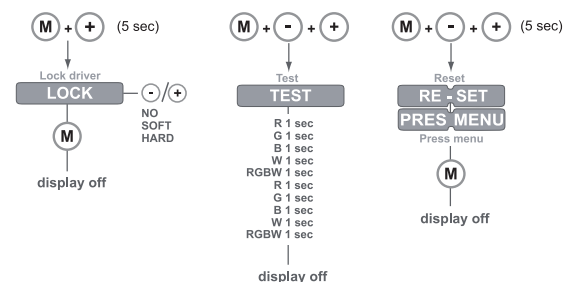 M + + (5 sec)
Lock driver
LOCK
- / +
NO
SOFT
HARD
M
display off
M + - + +
Test
TEST
R 1 sec
G 1 sec
B 1 sec
W 1 sec
RGBW 1 sec
R 1 sec
G 1 sec
B 1 sec
W 1 sec
RGBW 1 sec
display off
M + - + + (5 sec)
Reset
RE - SET
PRES MENU
Press menu
M
display off